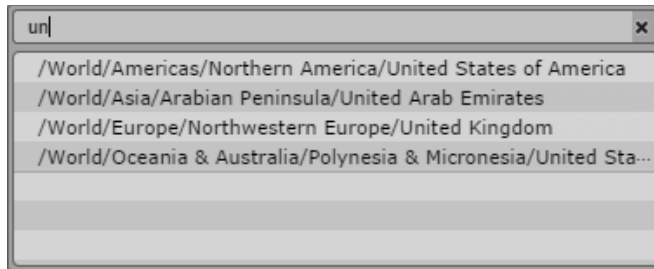 un
/World/Americas/Northern America/United States of America
/World/Asia/Arabian Peninsula/United Arab Emirates
/World/Europe/Northwestern Europe/United Kingdom
/World/Oceania & Australia/Polynesia & Micronesia/United Sta...